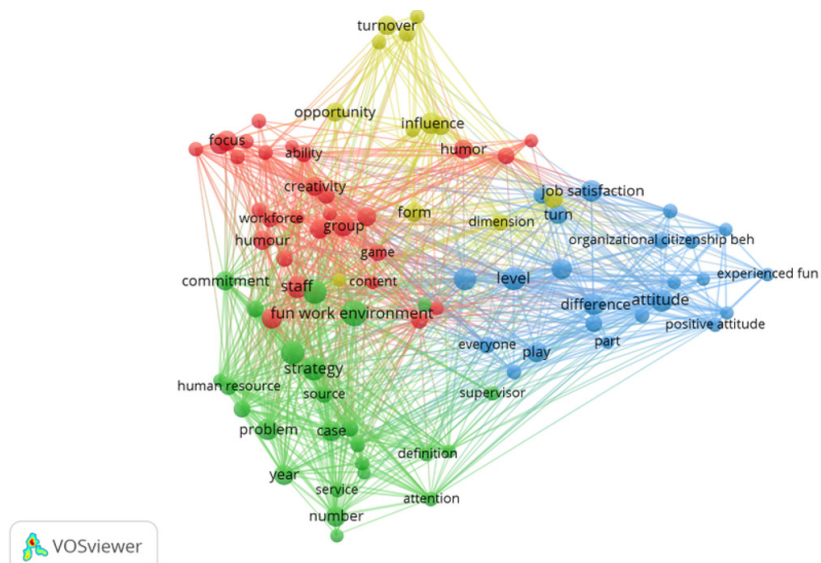 turnover
opportunity
influence
focus
humor
ability
creativity
job satisfaction
form
turn
workforce
group
dimension
humour
organizational citizenship beh
game
commitment
staff
content
level
experienced fun
difference
attitude
fun work environment
positive attitude
everyone
part
play
strategy
human resource
source
supervisor
problem
case
definition
year
service
attention
number
VOSviewer